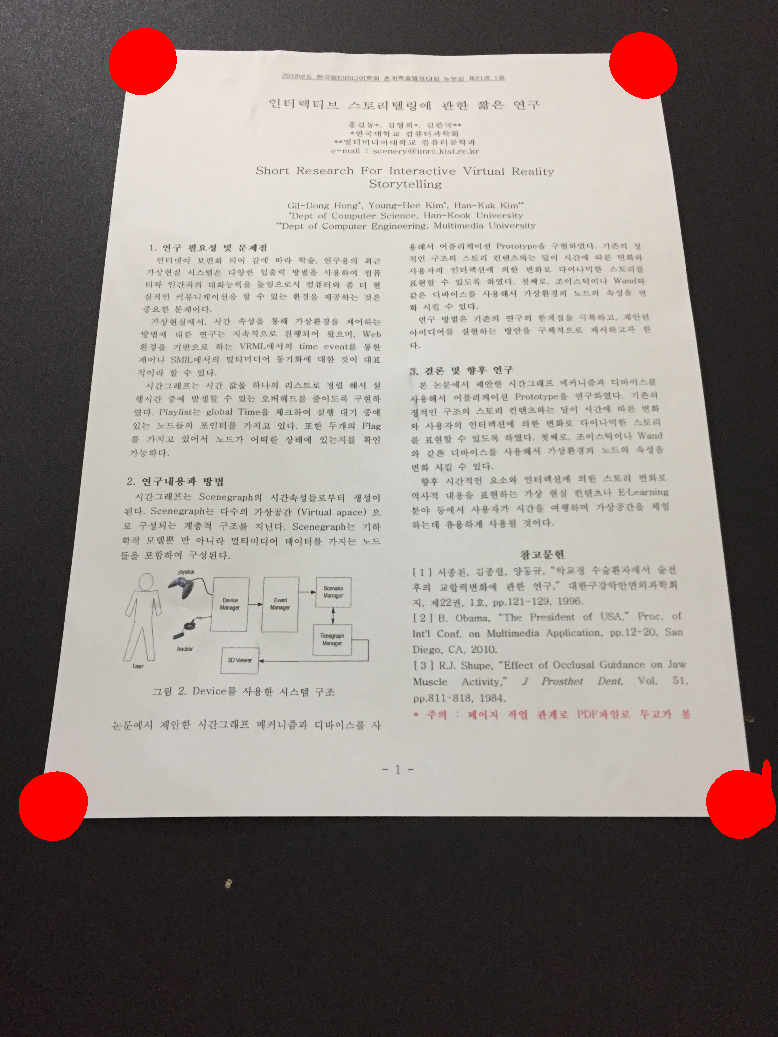 2018년도 한국멀티미디어학회 춘계학술발표대회 논문집 제21권 1호
인터랙티브 스토리텔링에 관한 짧은 연구
홍길동*, 김영희*, 김한국**
*한국대학교 컴퓨터과학과
**멀티미디어대학교 컴퓨터공학과
e-mail : scenery@imrc.kist.re.kr
Short Research For Interactive Virtual Reality
Storytelling
Gil-Dong Hong*, Young-Hee Kim*, Han-Kuk Kim**
*Dept of Computer Science, Han-Kook University
**Dept of Computer Engineering, Multimedia University
1. 연구 필요성 및 문제점
인터넷이 보편화 되어 감에 따라 학술, 연구용의 최근
가상현실 시스템은 다양한 입출력 방법을 사용하여 컴퓨
터와 인간과의 대화능력을 높임으로서 컴퓨터와 좀 더 현
실적인 커뮤니케이션을 할 수 있는 환경을 제공하는 것은
중요한 문제이다.
가상현실에서, 시간 속성을 통해 가상환경을 제어하는
방법에 대한 연구는 지속적으로 진행되어 왔으며, Web
환경을 기반으로 하는 VRML에서의 time event를 통한
제어나 SMIL에서의 멀티미디어 동기화에 대한 것이 대표
적이라 할 수 있다.
시간그래프는 시간 값을 하나의 리스트로 정렬 해서 실
행시간 중에 발생할 수 있는 오버헤드를 줄이도록 구현하
였다. Playlist는 global Time을 체크하여 실행 대기 중에
있는 노드들의 포인터를 가지고 있다. 또한 두개의 Flag
를 가지고 있어서 노드가 어떠한 상태에 있는지를 확인
가능하다.
2. 연구내용과 방법
시간그래프는 Scenegraph의 시간속성들로부터 생성이
된다. Scenegraph는 다수의 가상공간 (Virtual apace) 으
로 구성되는 계층적 구조를 지닌다. Scenegraph는 기하
학적 모델뿐 만 아니라 멀티미디어 데이터를 가지는 노드
들을 포함하여 구성된다.
joystick
Device
Manager
Event
Manager
Scenario
Manager
Timegraph
Manager
tracker
3D Viewer
User
그림 2. Device를 사용한 시스템 구조
논문에서 제안한 시간그래프 메커니즘과 디바이스를 사
용해서 어플리케이션 Prototype을 구현하였다. 기존의 정
적인 구조의 스토리 컨텐츠와는 달이 시간에 따른 변화와
사용자의 인터랙션에 의한 변화로 다이나믹한 스토리를
표현할 수 있도록 하였다. 첫째로, 조이스틱이나 Wand와
같은 디바이스를 사용해서 가상환경의 노드의 속성을 변
화 시킬 수 있다.
연구 방법은 기존의 연구의 한계점을 극복하고, 제안된
아이디어를 실현하는 방안을 구체적으로 제시하고자 한
다.
3. 결론 및 향후 연구
본 논문에서 제안한 시간그래프 메커니즘과 디바이스를
사용해서 어플리케이션 Prototype을 연구하였다. 기존의
정적인 구조의 스토리 컨텐츠와는 달이 시간에 따른 변화
와 사용자의 인터랙션에 의한 변화로 다이나믹한 스토리
를 표현할 수 있도록 하였다. 첫째로, 조이스틱이나 Wand
와 같은 디바이스를 사용해서 가상환경의 노드의 속성을
변화 시킬 수 있다.
향후 시간적인 요소와 인터랙션에 의한 스토리 변화로
역사적 내용을 표현하는 가상 현실 컨텐츠나 E-Learning
분야 등에서 사용자가 시간을 여행하며 가상공간을 체험
하는데 유용하게 사용될 것이다.
참고문헌
[1] 서종진, 김종렬, 양동규, "악교정 수술환자에서 술전
후의 교합력변화에 관한 연구," 대한구강악안면외과학회
지, 제22권, 1호, pp.121-129, 1996.
[2] B. Obama, "The President of USA," Proc. of
Int'l Conf. on Multimedia Application, pp.12-20, San
Diego, CA, 2010.
[3] R.J. Shupe, "Effect of Occlusal Guidance on Jaw
Muscle Activity," J Prosthet Dent, Vol. 51,
pp.811-818, 1984.
* 주의 : 페이지 작업 관계로 PDF파일로 투고가 불
- 1 -